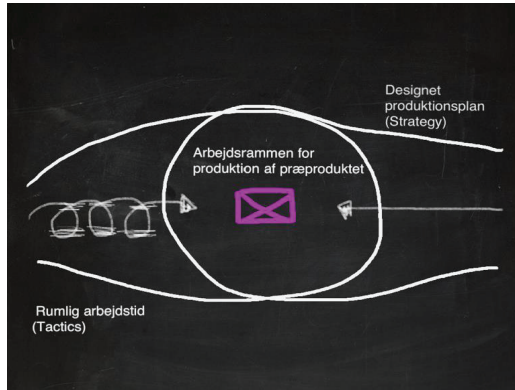 Designet
produktionsplan
(Strategy)
Arbejdsrammen for
produktion af præproduktet
Rumlig arbejdstid
(Tactics)